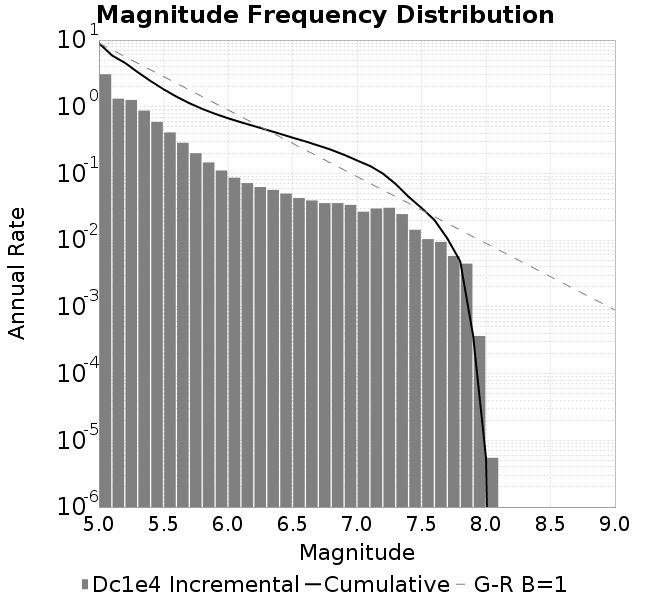 Magnitude Frequency Distribution
10^1
10^0
10^-1
10^-2
10^-3
10^-4
10^-5
10^-6
Annual Rate
5.0 5.5 6.0 6.5 7.0 7.5 8.0 8.5 9.0
Magnitude
Dc1e4 Incremental Cumulative G-R B=1